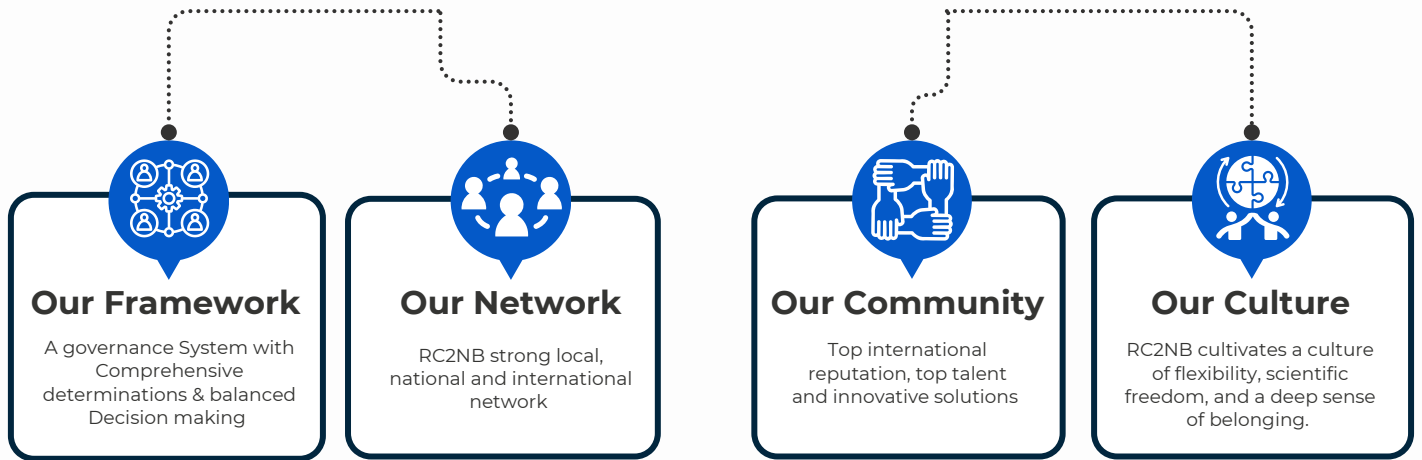 Our Framework
A governance System with
Comprehensive
determinations & balanced
Decision making
Our Network
RC2NB strong local,
national and international
network
Our Community
Top international
reputation, top talent
and innovative solutions
Our Culture
RC2NB cultivates a culture
of flexibility, scientific
freedom, and a deep sense
of belonging.